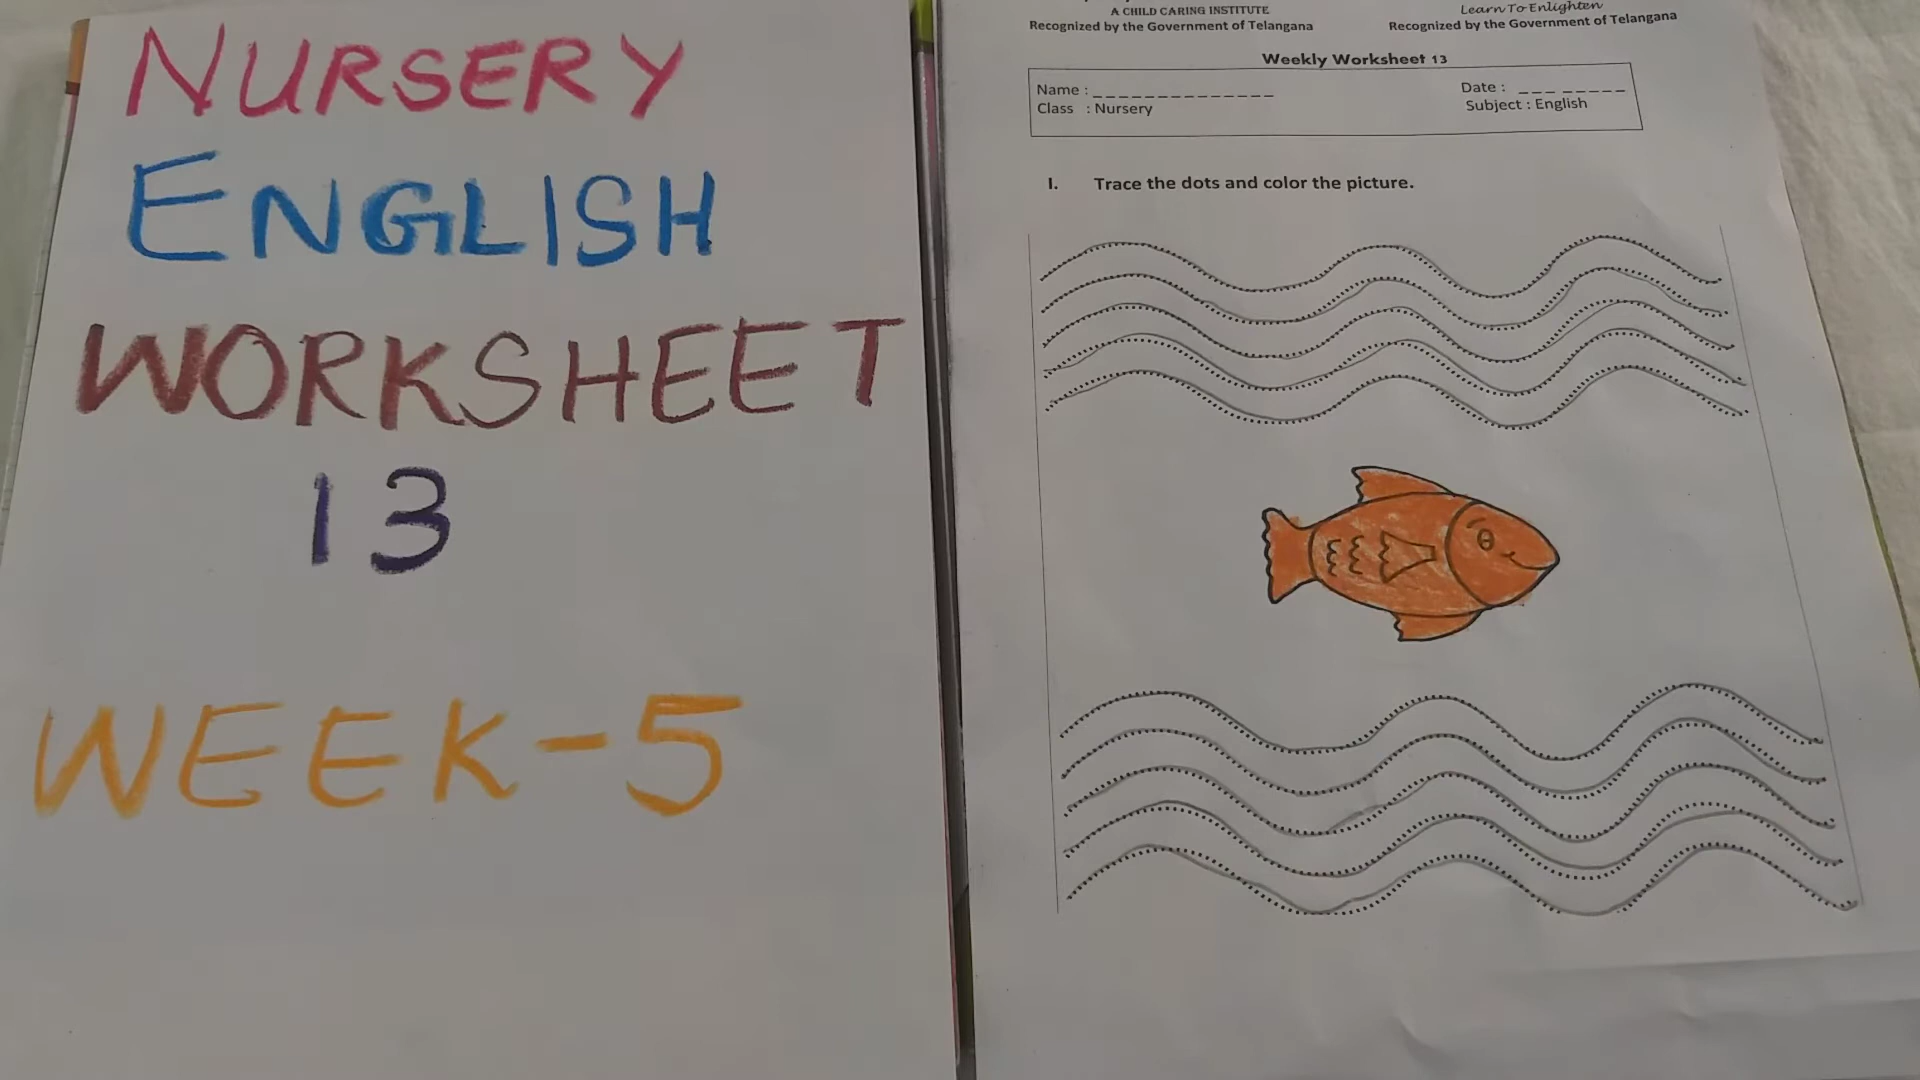 NURSERY
ENGLISH
WORKSHEET
13
WEEK-5
A CHILD CARING INSTITUTE
Recognized by the Government of Telangana
Learn To Enlighten
Recognized by the Government of Telangana
Weekly Worksheet 13
Name : _ _ _ _ _ _ _ _ _ _ _ _ _ _
Date : _ _ _ _ _ _ _ _
Class : Nursery
Subject : English
I. Trace the dots and color the picture.